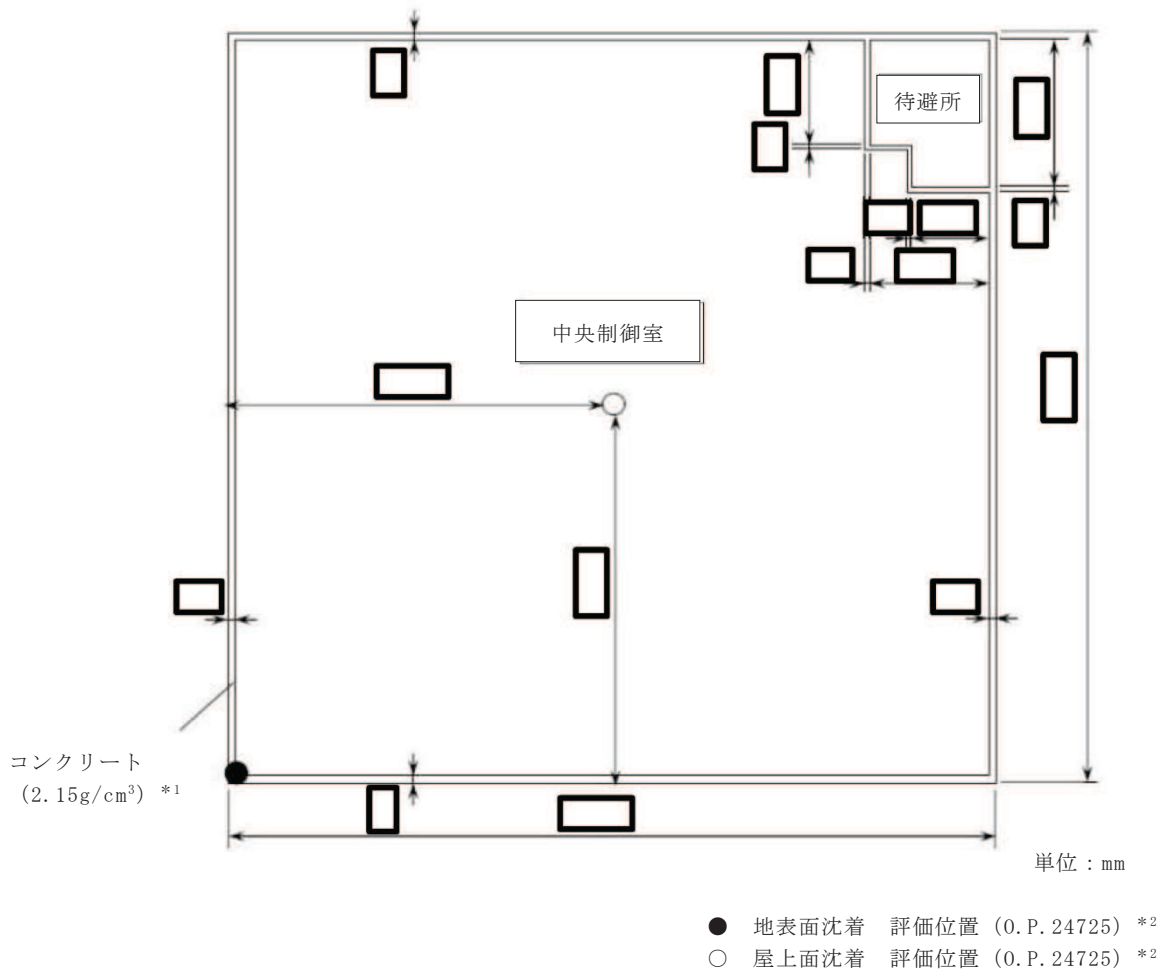 待避所
中央制御室
コンクリート
(2.15g/cm³) *1
単位：mm
● 地表面沈着 評価位置 (O.P.24725) *2
○ 屋上面沈着 評価位置 (O.P.24725) *2